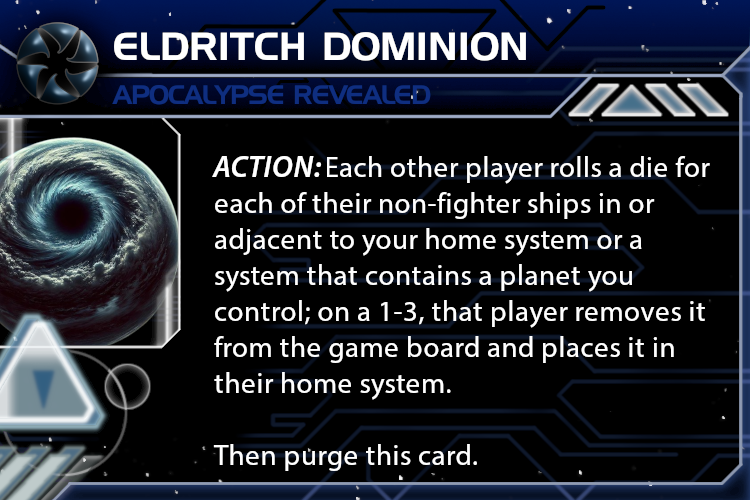 ELDRITCH DOMINION
APOCALYPSE REVEALED
ACTION: Each other player rolls a die for
each of their non-fighter ships in or
adjacent to your home system or a
system that contains a planet you
control; on a 1-3, that player removes it
from the game board and places it in
their home system.
Then purge this card.